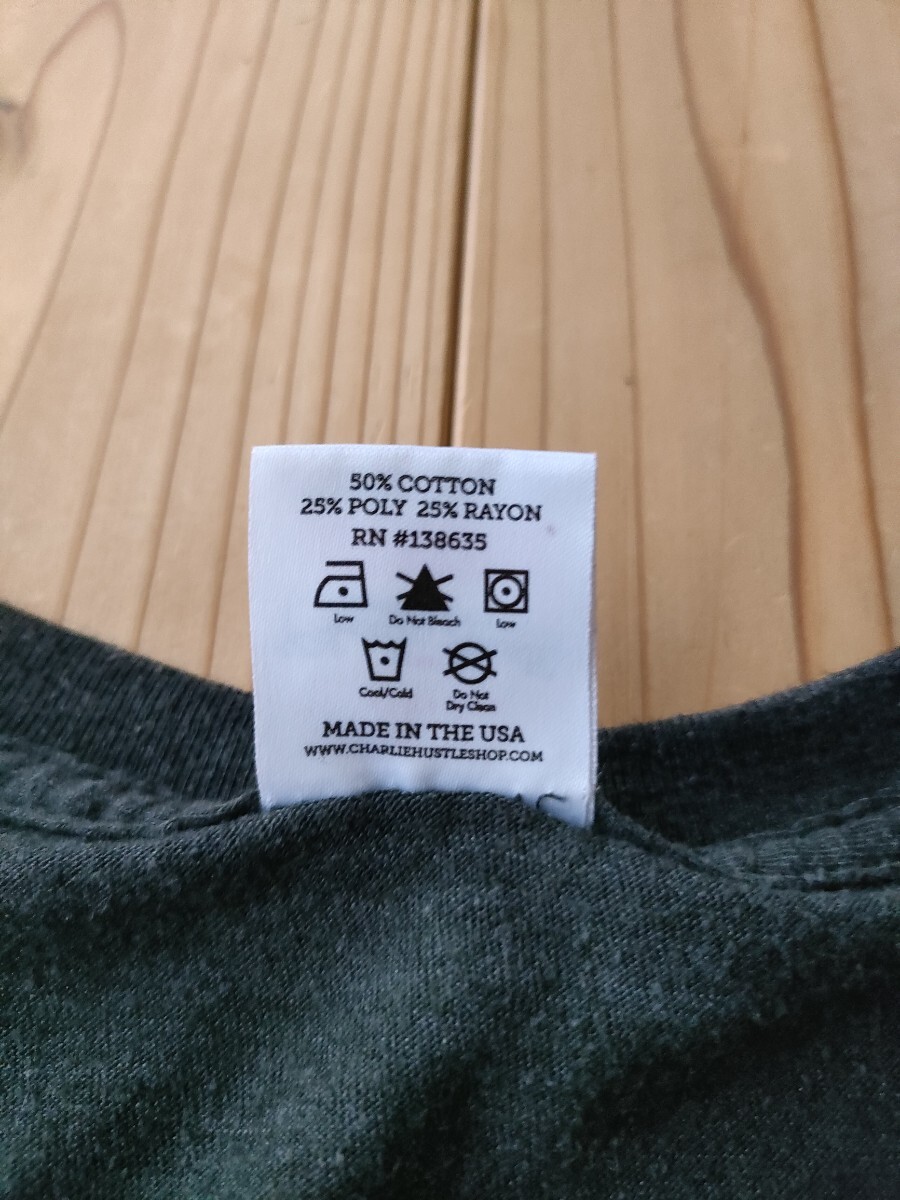 50% COTTON
25% POLY 25% RAYON
RN #138635
Low Do Not Bleach Low
Cool/Cold Do Not
Dry Clean
MADE IN THE USA
WWW.CHARLIEHUSTLESHOP.COM